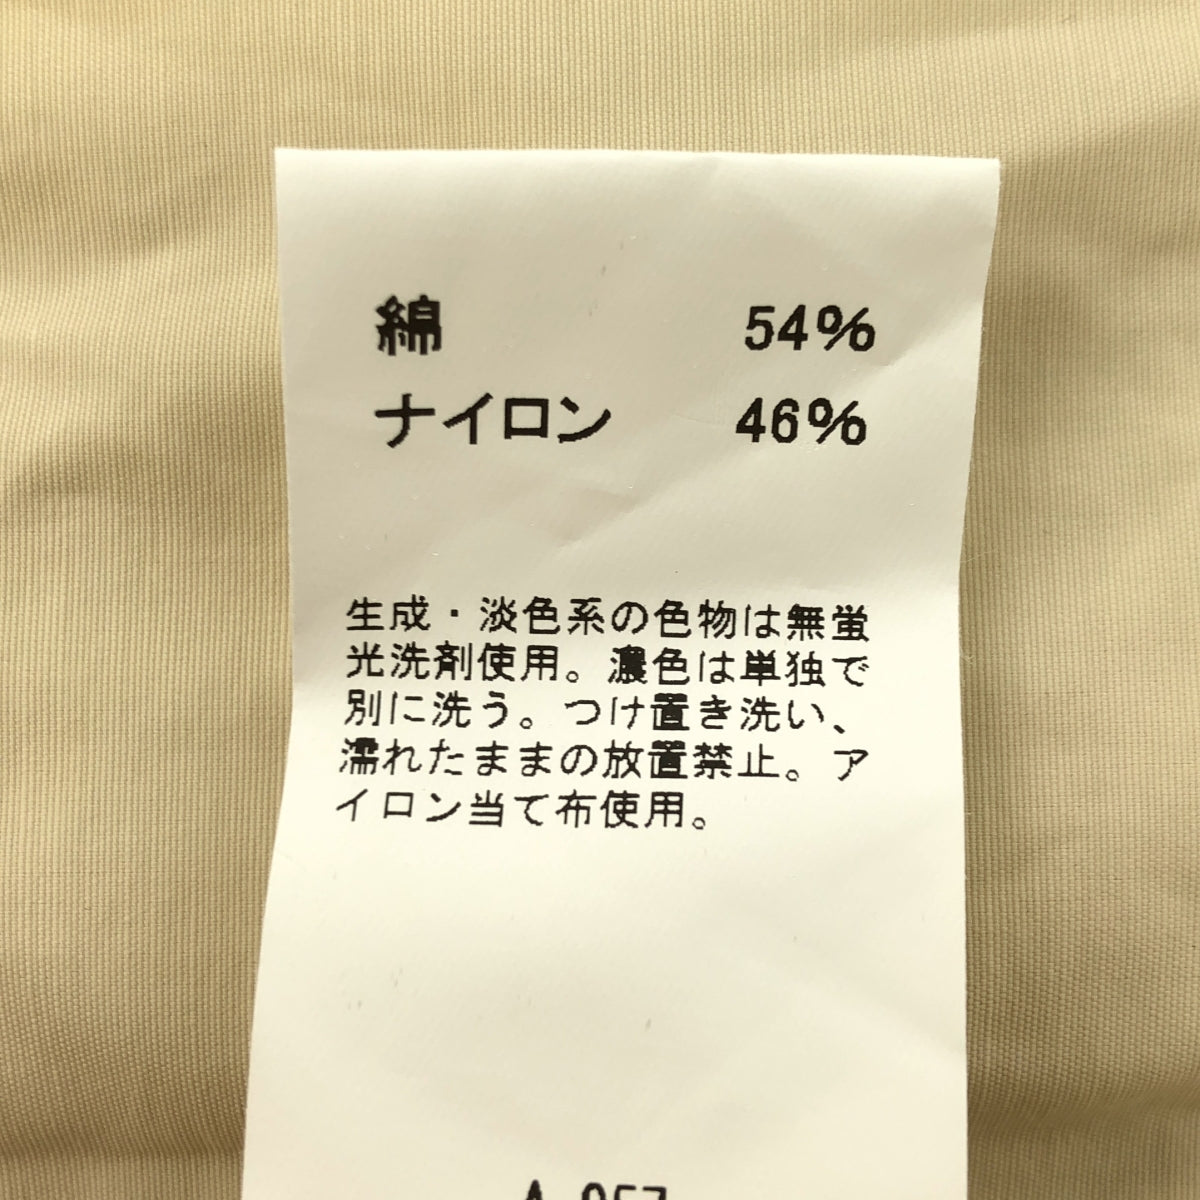 綿 54%
ナイロン 46%
生成・淡色系の色物は無蛍
光洗剤使用。濃色は単独で
別に洗う。つけ置き洗い、
濡れたままの放置禁止。ア
イロン当て布使用。